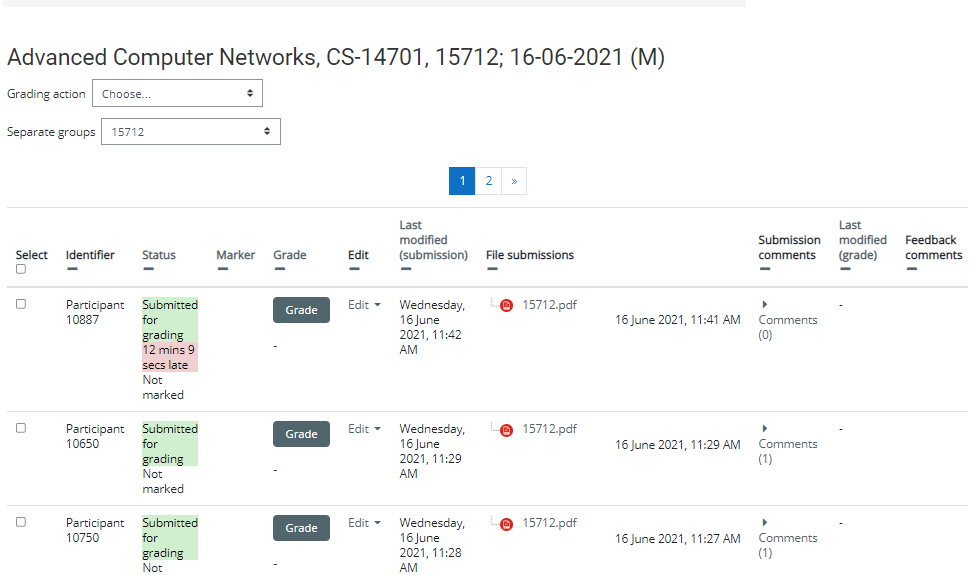 Advanced Computer Networks, CS-14701, 15712; 16-06-2021 (M)
Grading action Choose...
Separate groups 15712
1 2 »
Select
Identifier
Status
Marker
Grade
Edit
Last
modified
(submission)
File submissions
Submission
comments
Last
modified
(grade)
Feedback
comments
Participant
10887
Submitted
for
grading
12 mins 9
secs late
Not
marked
Grade
-
Edit
Wednesday,
16 June
2021, 11:42
AM
15712.pdf
16 June 2021, 11:41 AM
Comments
(0)
-
Participant
10650
Submitted
for
grading
Not
marked
Grade
-
Edit
Wednesday,
16 June
2021, 11:29
AM
15712.pdf
16 June 2021, 11:29 AM
Comments
(1)
-
Participant
10750
Submitted
for
grading
Not
Grade
-
Edit
Wednesday,
16 June
2021, 11:28
AM
15712.pdf
16 June 2021, 11:27 AM
Comments
(1)
-